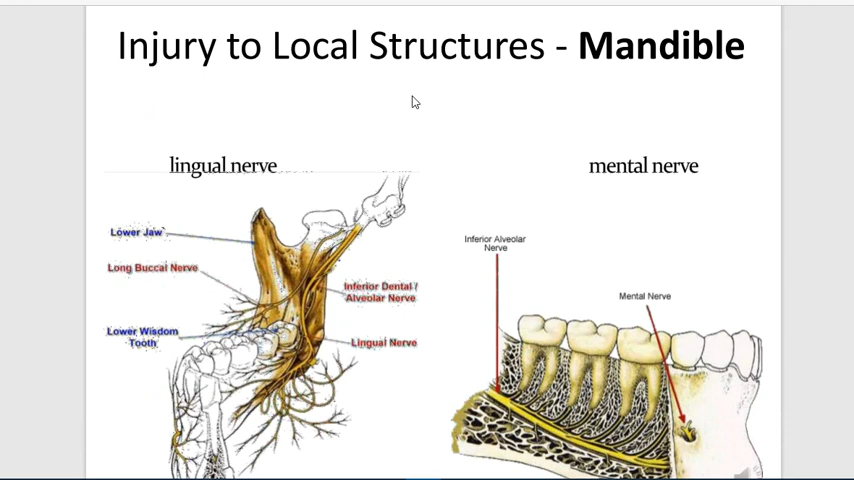 Injury to Local Structures - Mandible
lingual nerve
mental nerve
Lower Jaw
Long Buccal Nerve
Inferior Dental /
Alveolar Nerve
Lower Wisdom
Tooth
Lingual Nerve
Inferior Alveolar
Nerve
Mental Nerve